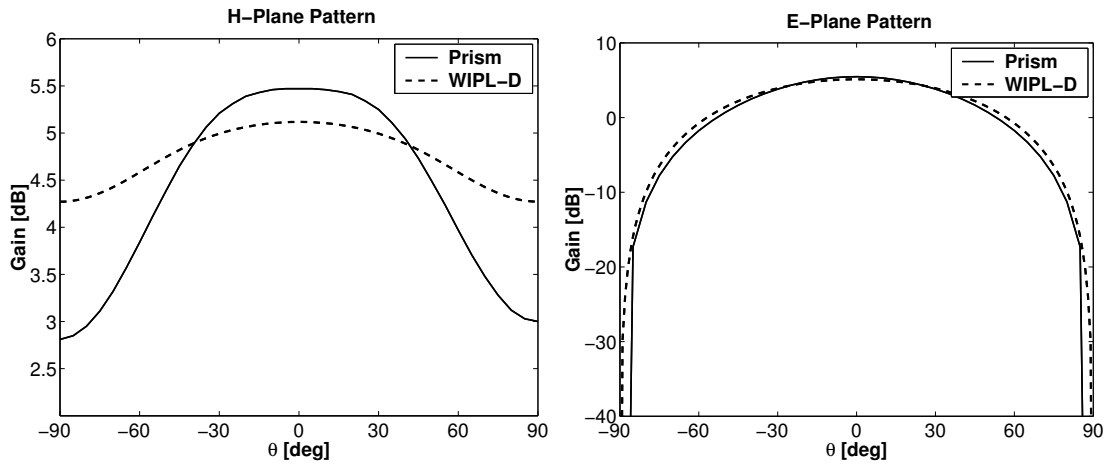 H−Plane Pattern
6
5.5
5
4.5
4
3.5
3
2.5
Gain [dB]
−90
−60
−30
0
30
60
90
θ [deg]
Prism
WIPL−D
E−Plane Pattern
10
0
−10
−20
−30
−40
Gain [dB]
−90
−60
−30
0
30
60
90
θ [deg]
Prism
WIPL−D